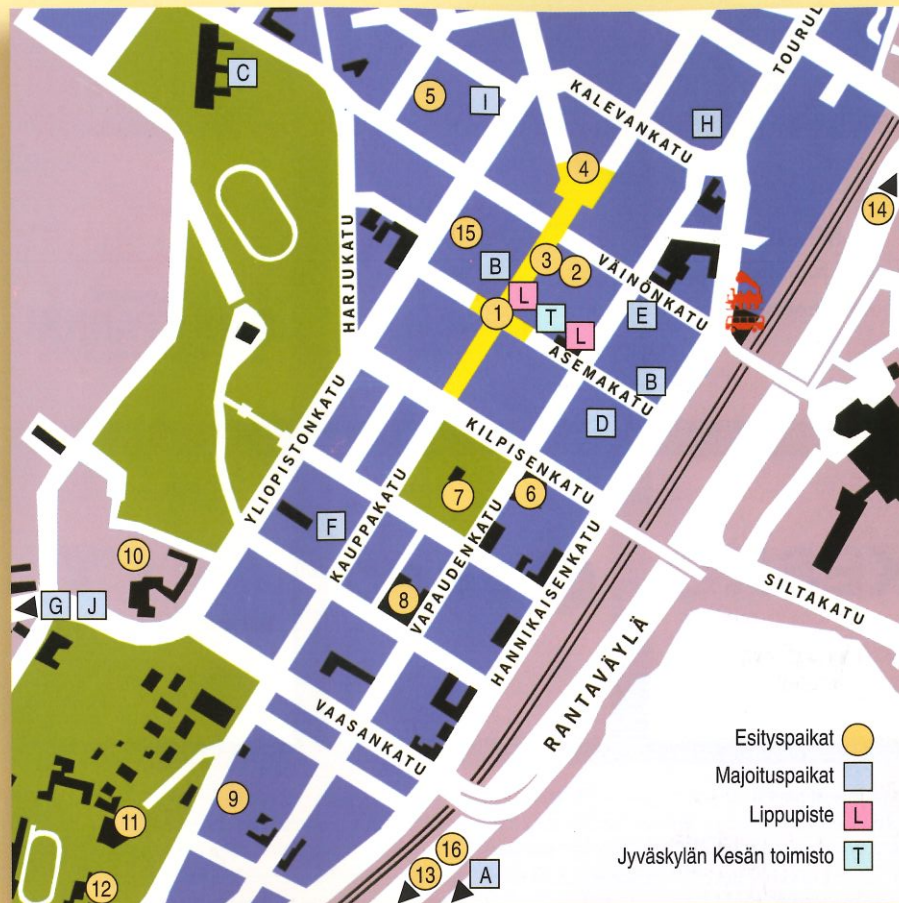 C
5
I
KALEVANKATU
H
TOURUL
4
14
HARJUKATU
15
B
3
2
VÄINÖNKATU
L
1
T
L
E
ASEMAKATU
B
D
YLIOPISTONKATU
KILPISENKATU
KAUPPAKATU
7
6
F
VAPAUDENKATU
10
8
HANNIKAISENKATU
SILTAKATU
G J
VAASANKATU
RANTAVÄYLÄ
9
11
12
13
16
A
Esityspaikat
Majoituspaikat
Lippupiste L
Jyväskylän Kesän toimisto T